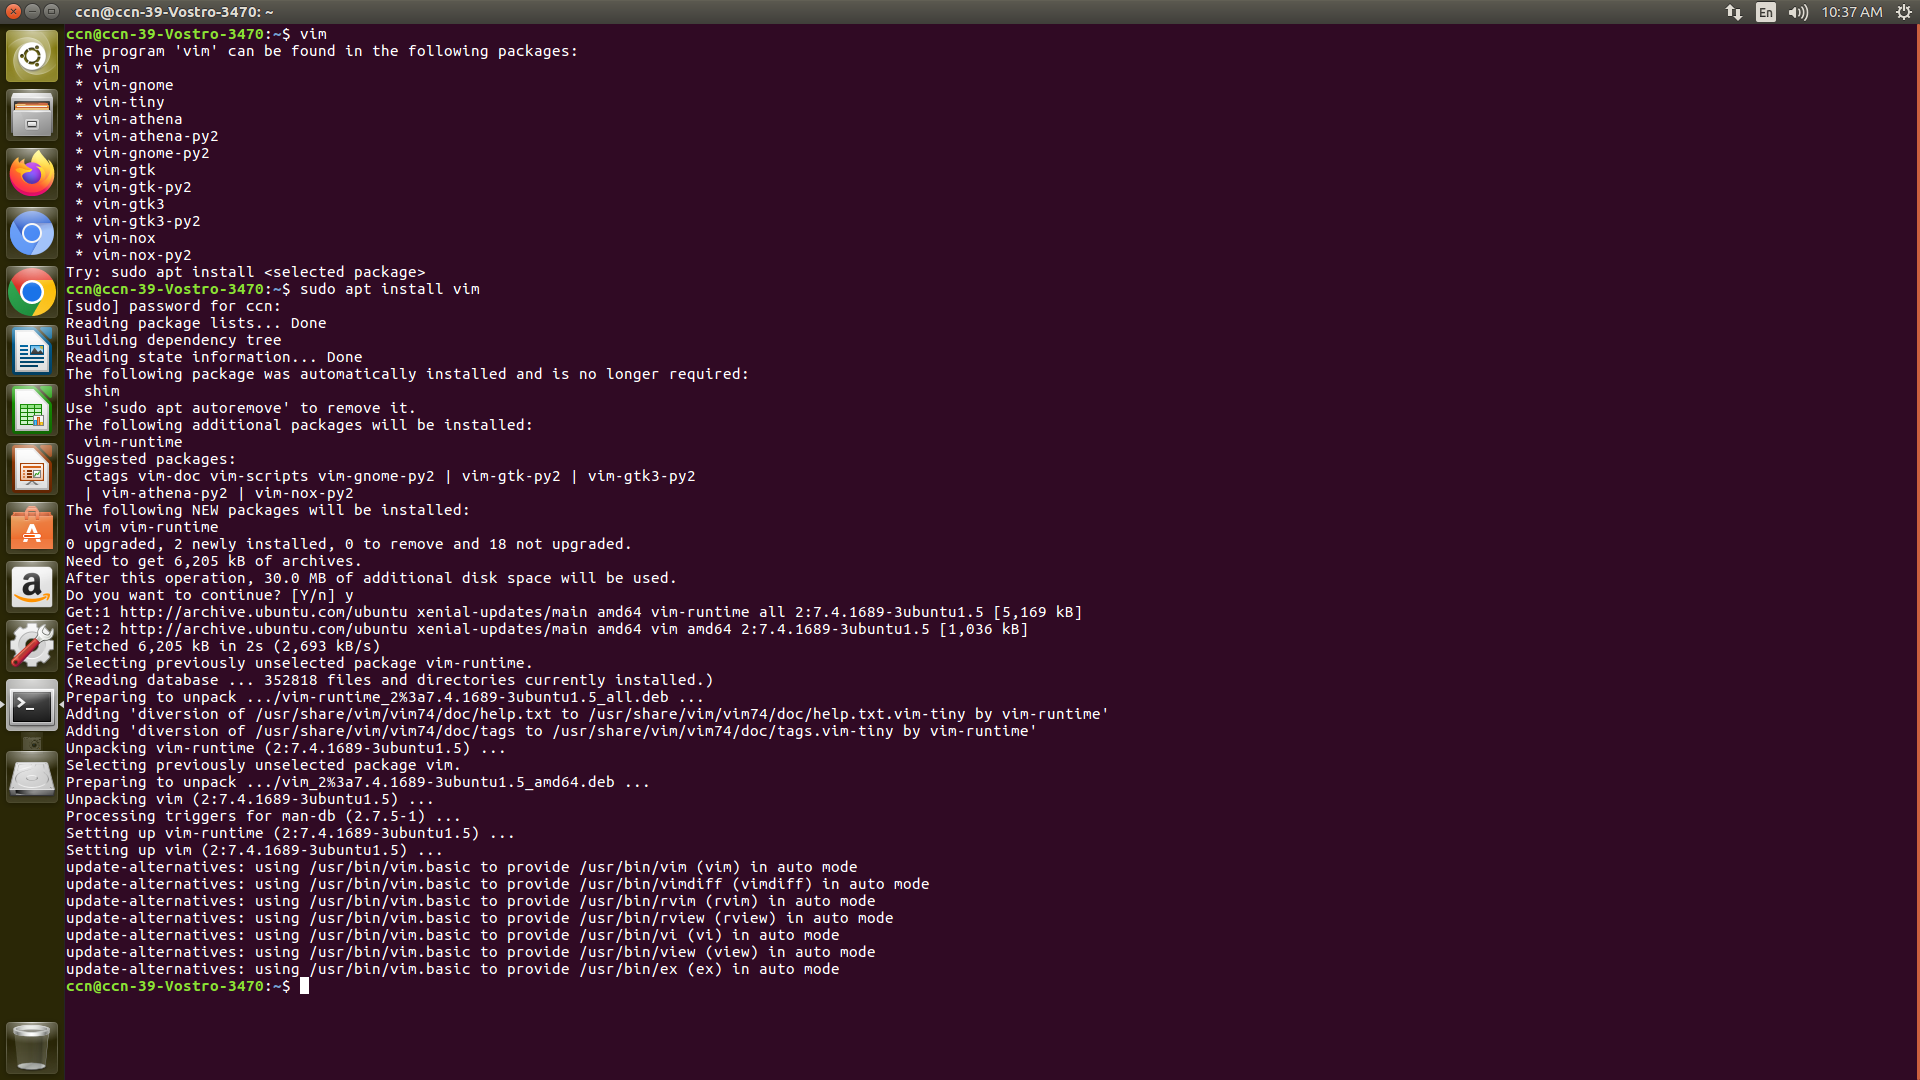 ccn@ccn-39-Vostro-3470: ~
En
10:37 AM
ccn@ccn-39-Vostro-3470:~$ vim
The program 'vim' can be found in the following packages:
 * vim
 * vim-gnome
 * vim-tiny
 * vim-athena
 * vim-athena-py2
 * vim-gnome-py2
 * vim-gtk
 * vim-gtk-py2
 * vim-gtk3
 * vim-gtk3-py2
 * vim-nox
 * vim-nox-py2
Try: sudo apt install <selected package>
ccn@ccn-39-Vostro-3470:~$ sudo apt install vim
[sudo] password for ccn:
Reading package lists... Done
Building dependency tree
Reading state information... Done
The following package was automatically installed and is no longer required:
  shim
Use 'sudo apt autoremove' to remove it.
The following additional packages will be installed:
  vim-runtime
Suggested packages:
  ctags vim-doc vim-scripts vim-gnome-py2 | vim-gtk-py2 | vim-gtk3-py2
  | vim-athena-py2 | vim-nox-py2
The following NEW packages will be installed:
  vim vim-runtime
0 upgraded, 2 newly installed, 0 to remove and 18 not upgraded.
Need to get 6,205 kB of archives.
After this operation, 30.0 MB of additional disk space will be used.
Do you want to continue? [Y/n] y
Get:1 http://archive.ubuntu.com/ubuntu xenial-updates/main amd64 vim-runtime all 2:7.4.1689-3ubuntu1.5 [5,169 kB]
Get:2 http://archive.ubuntu.com/ubuntu xenial-updates/main amd64 vim amd64 2:7.4.1689-3ubuntu1.5 [1,036 kB]
Fetched 6,205 kB in 2s (2,693 kB/s)
Selecting previously unselected package vim-runtime.
(Reading database ... 352818 files and directories currently installed.)
Preparing to unpack .../vim-runtime_2%3a7.4.1689-3ubuntu1.5_all.deb ...
Adding 'diversion of /usr/share/vim/vim74/doc/help.txt to /usr/share/vim/vim74/doc/help.txt.vim-tiny by vim-runtime'
Adding 'diversion of /usr/share/vim/vim74/doc/tags to /usr/share/vim/vim74/doc/tags.vim-tiny by vim-runtime'
Unpacking vim-runtime (2:7.4.1689-3ubuntu1.5) ...
Selecting previously unselected package vim.
Preparing to unpack .../vim_2%3a7.4.1689-3ubuntu1.5_amd64.deb ...
Unpacking vim (2:7.4.1689-3ubuntu1.5) ...
Processing triggers for man-db (2.7.5-1) ...
Setting up vim-runtime (2:7.4.1689-3ubuntu1.5) ...
Setting up vim (2:7.4.1689-3ubuntu1.5) ...
update-alternatives: using /usr/bin/vim.basic to provide /usr/bin/vim (vim) in auto mode
update-alternatives: using /usr/bin/vim.basic to provide /usr/bin/vimdiff (vimdiff) in auto mode
update-alternatives: using /usr/bin/vim.basic to provide /usr/bin/rvim (rvim) in auto mode
update-alternatives: using /usr/bin/vim.basic to provide /usr/bin/rview (rview) in auto mode
update-alternatives: using /usr/bin/vim.basic to provide /usr/bin/vi (vi) in auto mode
update-alternatives: using /usr/bin/vim.basic to provide /usr/bin/view (view) in auto mode
update-alternatives: using /usr/bin/vim.basic to provide /usr/bin/ex (ex) in auto mode
ccn@ccn-39-Vostro-3470:~$